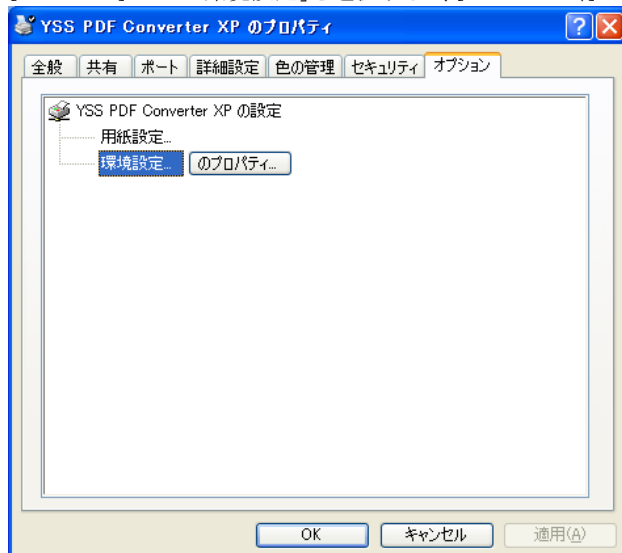 YSS PDF Converter XP のプロパティ
全般 共有 ポート 詳細設定 色の管理 セキュリティ オプション
YSS PDF Converter XP の設定
用紙設定...
環境設定... のプロパティ...
OK キャンセル 適用(A)